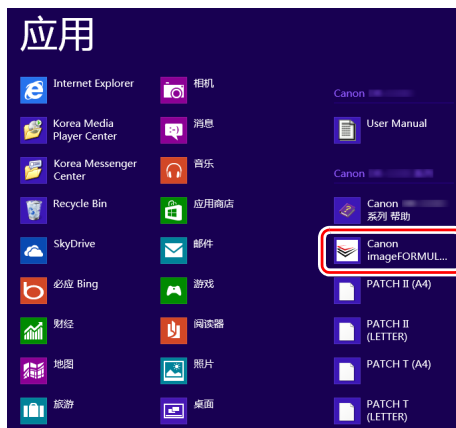 应用
Internet Explorer
Korea Media
Player Center
Korea Messenger
Center
Recycle Bin
SkyDrive
必应 Bing
财经
地图
旅游
相机
消息
音乐
应用商店
邮件
游戏
阅读器
照片
桌面
Canon
User Manual
Canon
Canon
系列 帮助
Canon
imageFORMUL...
PATCH II (A4)
PATCH II
(LETTER)
PATCH T (A4)
PATCH T
(LETTER)